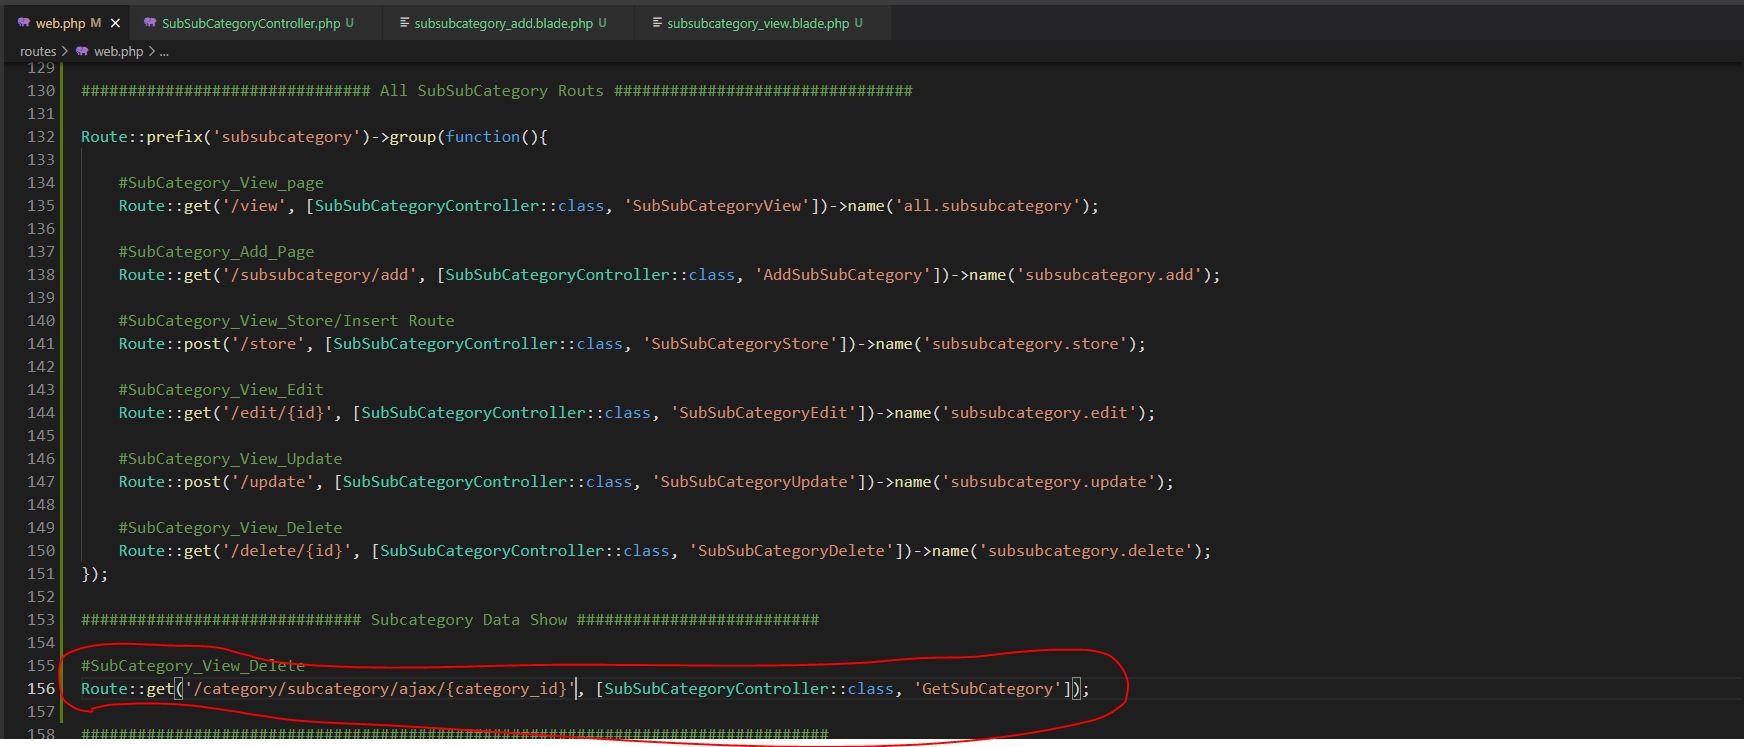 web.php M × SubSubCategoryController.php U subsubcategory_add.blade.php U subsubcategory_view.blade.php U
routes > web.php > ...
129
130 ############################### All SubSubCategory Routs ################################
131
132 Route::prefix('subsubcategory')->group(function(){
133
134 #SubCategory_View_page
135 Route::get('/view', [SubSubCategoryController::class, 'SubSubCategoryView'])->name('all.subsubcategory');
136
137 #SubCategory_Add_Page
138 Route::get('/subsubcategory/add', [SubSubCategoryController::class, 'AddSubSubCategory'])->name('subsubcategory.add');
139
140 #SubCategory_View_Store/Insert Route
141 Route::post('/store', [SubSubCategoryController::class, 'SubSubCategoryStore'])->name('subsubcategory.store');
142
143 #SubCategory_View_Edit
144 Route::get('/edit/{id}', [SubSubCategoryController::class, 'SubSubCategoryEdit'])->name('subsubcategory.edit');
145
146 #SubCategory_View_Update
147 Route::post('/update', [SubSubCategoryController::class, 'SubSubCategoryUpdate'])->name('subsubcategory.update');
148
149 #SubCategory_View_Delete
150 Route::get('/delete/{id}', [SubSubCategoryController::class, 'SubSubCategoryDelete'])->name('subsubcategory.delete');
151 });
152
153 ############################## Subcategory Data Show ##########################
154
155 #SubCategory_View_Delete
156 Route::get('/category/subcategory/ajax/{category_id}', [SubSubCategoryController::class, 'GetSubCategory']);
157
158 ################################################################################